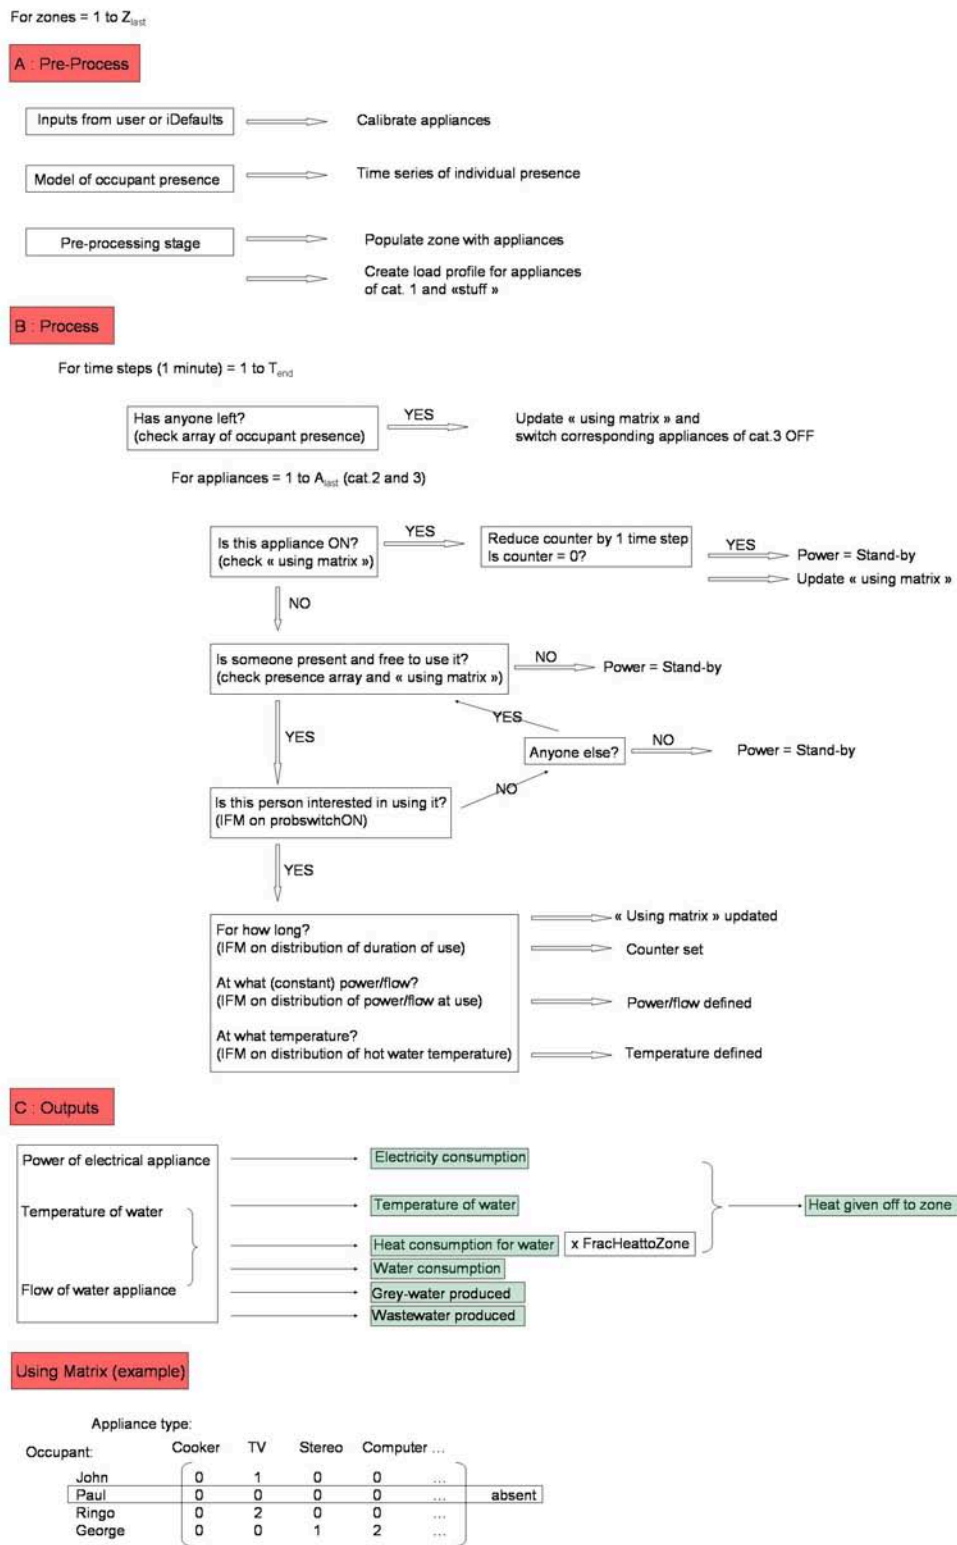 For zones = 1 to Zlast
A : Pre-Process
Inputs from user or iDefaults
Calibrate appliances
Model of occupant presence
Time series of individual presence
Pre-processing stage
Populate zone with appliances
Create load profile for appliances
of cat. 1 and «stuff »
B : Process
For time steps (1 minute) = 1 to Tend
Has anyone left?
(check array of occupant presence)
YES
Update « using matrix » and
switch corresponding appliances of cat.3 OFF
For appliances = 1 to Alast (cat.2 and 3)
Is this appliance ON?
(check « using matrix »)
YES
Reduce counter by 1 time step
Is counter = 0?
YES
Power = Stand-by
Update « using matrix »
NO
Is someone present and free to use it?
(check presence array and « using matrix »)
NO
Power = Stand-by
YES
YES
Anyone else?
NO
Power = Stand-by
NO
Is this person interested in using it?
(IFM on probswitchON)
YES
For how long?
(IFM on distribution of duration of use)
« Using matrix » updated
Counter set
At what (constant) power/flow?
(IFM on distribution of power/flow at use)
Power/flow defined
At what temperature?
(IFM on distribution of hot water temperature)
Temperature defined
C : Outputs
Power of electrical appliance
Electricity consumption
Temperature of water
Temperature of water
Heat given off to zone
Heat consumption for water
x FracHeattoZone
Water consumption
Flow of water appliance
Grey-water produced
Wastewater produced
Using Matrix (example)
Appliance type:
Occupant: Cooker TV Stereo Computer ...
John 0 1 0 0 ...
Paul 0 0 0 0 ... absent
Ringo 0 2 0 0 ...
George 0 0 1 2 ...